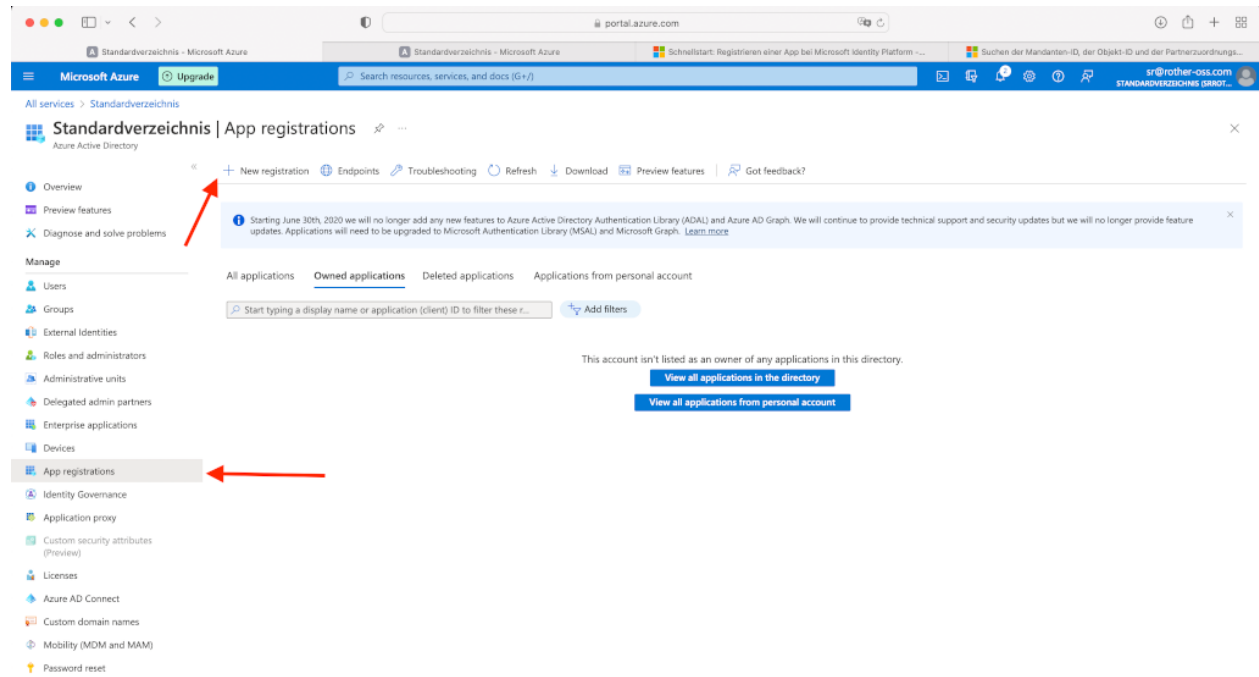 portal.azure.com
Standardverzeichnis - Microsoft Azure
Standardverzeichnis - Microsoft Azure
Schnellstart: Registrieren einer App bei Microsoft Identity Platform -...
Suchen der Mandanten-ID, der Objekt-ID und der Partnerzuordnungs...
Microsoft Azure
Upgrade
Search resources, services, and docs (G+/)
2
sr@rother-oss.com
STANDARDVERZEICHNIS (SRROT...
All services > Standardverzeichnis
Standardverzeichnis | App registrations
Azure Active Directory
New registration
Endpoints
Troubleshooting
Refresh
Download
Preview features
Got feedback?
Overview
Preview features
Diagnose and solve problems
Manage
Users
Groups
External Identities
Roles and administrators
Administrative units
Delegated admin partners
Enterprise applications
Devices
App registrations
Identity Governance
Application proxy
Custom security attributes
(Preview)
Licenses
Azure AD Connect
Custom domain names
Mobility (MDM and MAM)
Password reset
Starting June 30th, 2020 we will no longer add any new features to Azure Active Directory Authentication Library (ADAL) and Azure AD Graph. We will continue to provide technical support and security updates but we will no longer provide feature
updates. Applications will need to be upgraded to Microsoft Authentication Library (MSAL) and Microsoft Graph. Learn more
All applications
Owned applications
Deleted applications
Applications from personal account
Start typing a display name or application (client) ID to filter these r...
Add filters
This account isn't listed as an owner of any applications in this directory.
View all applications in the directory
View all applications from personal account